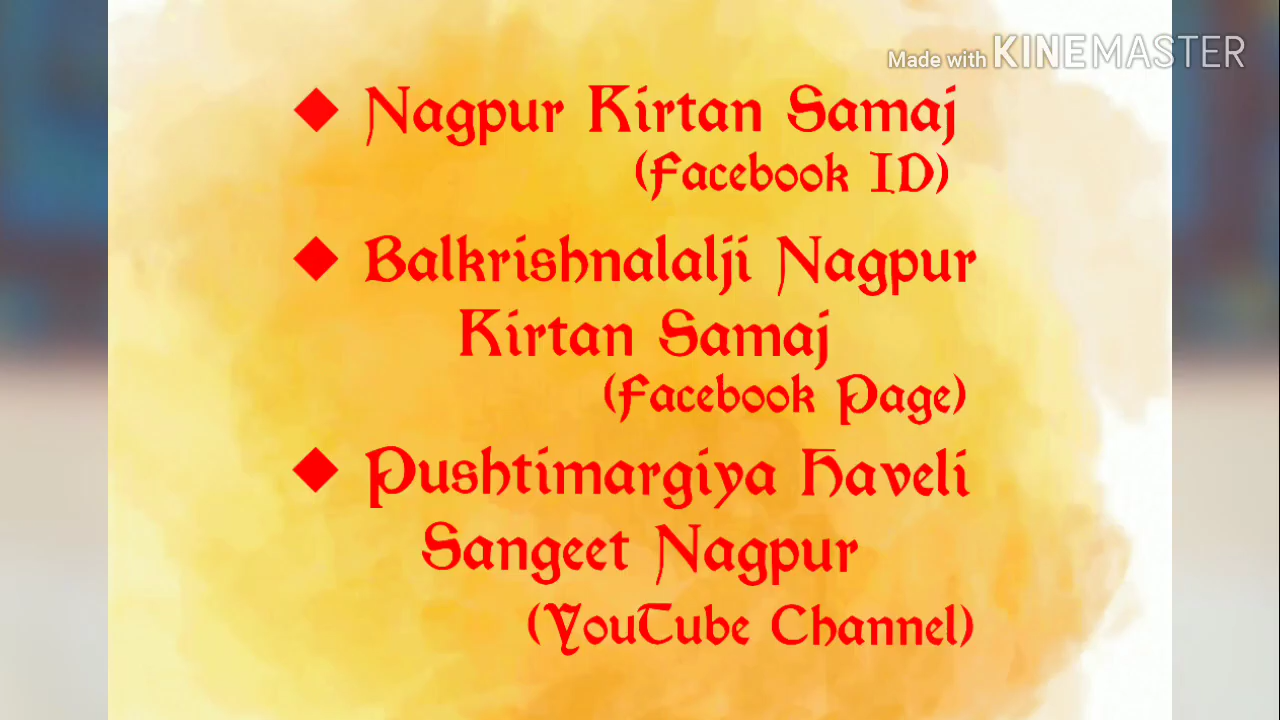 Made with KINEMASTER
◆ Nagpur Kirtan Samaj
(Facebook ID)
◆ Balkrishnalalji Nagpur
Kirtan Samaj
(Facebook Page)
◆ Pushtimargiya Haveli
Sangeet Nagpur
(YouTube Channel)